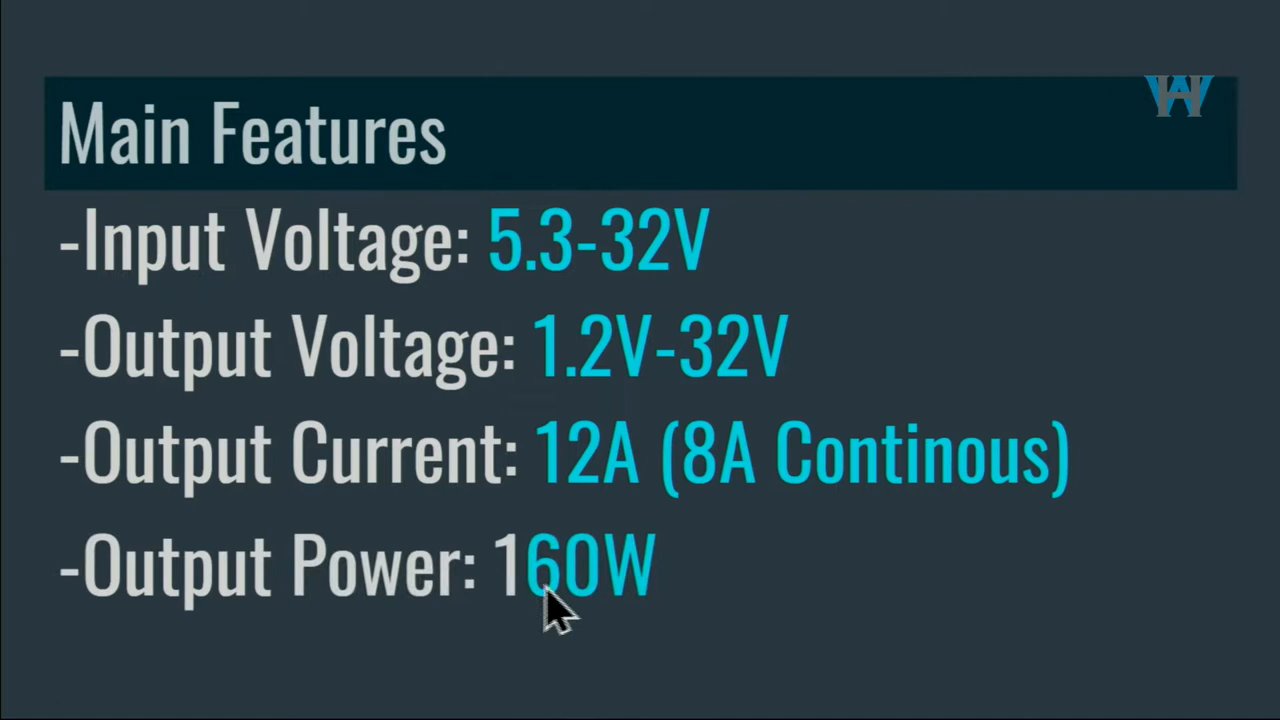 Main Features
-Input Voltage: 5.3-32V
-Output Voltage: 1.2V-32V
-Output Current: 12A (8A Continous)
-Output Power: 160W